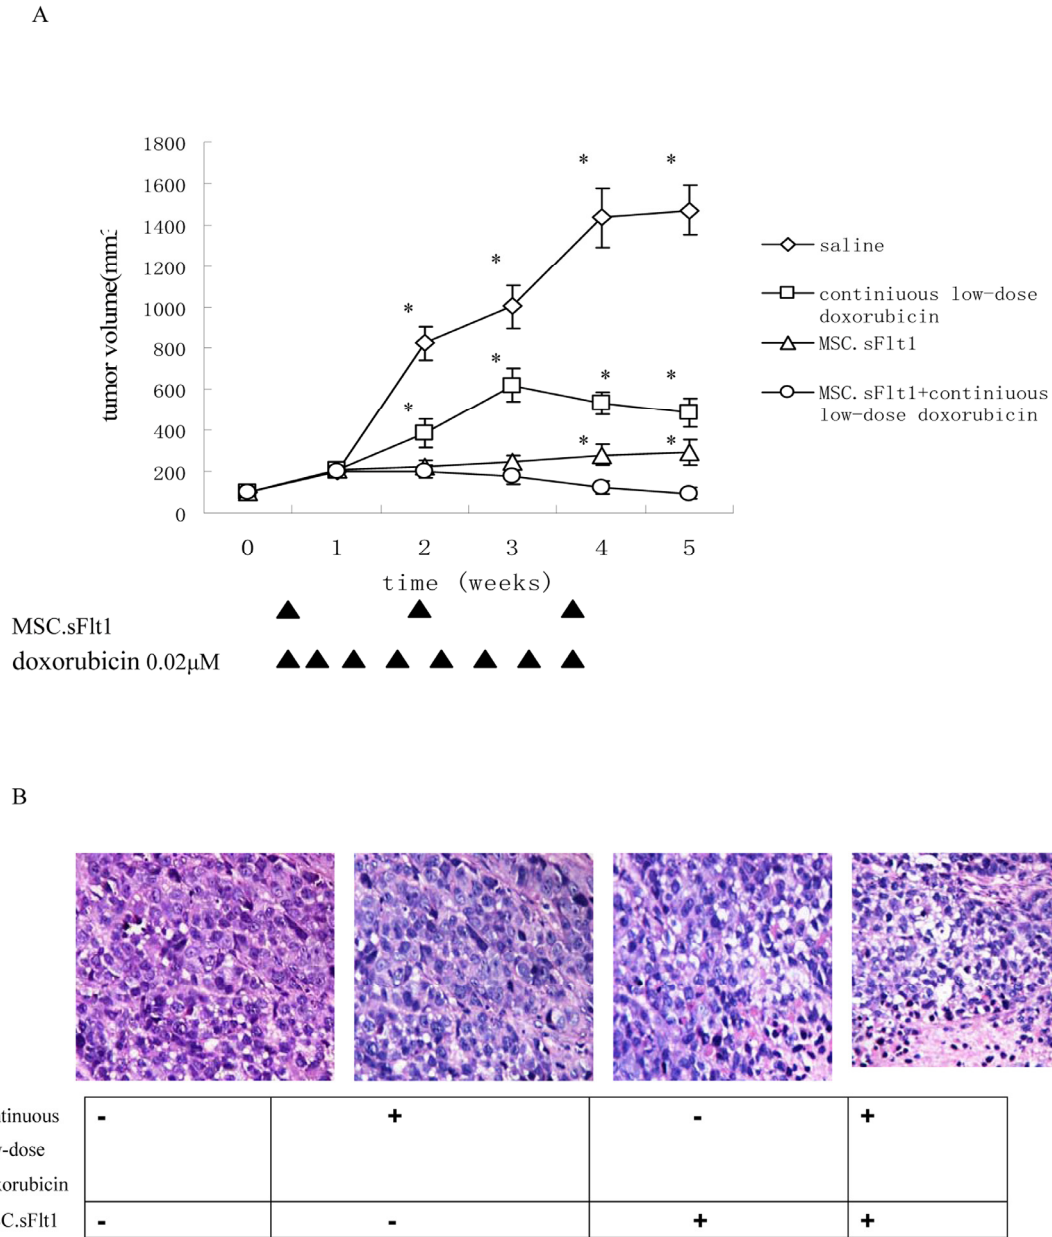 A
1800
1600
1400
1200
1000
800
600
400
200
0
tumor volume(mm
* * * * * * * * * *
saline
continiuous low-dose
doxorubicin
MSC.sFlt1
MSC.sFlt1+continiuous
low-dose doxorubicin
0 1 2 3 4 5
time (weeks)
MSC.sFlt1
doxorubicin 0.02μM
B
tinuous - + - +
-dose
orubicin
C.sFlt1 - - + +